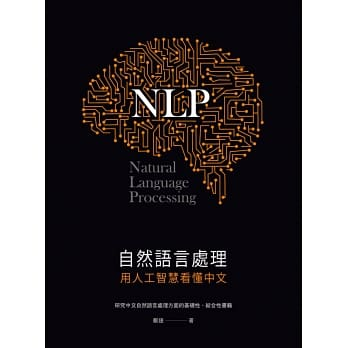 NLP
Natural
Language
Processing
自然語言處理
用人工智慧看懂中文
研究中文自然語言處理方面的基礎性、綜合性書籍
鄭捷 著